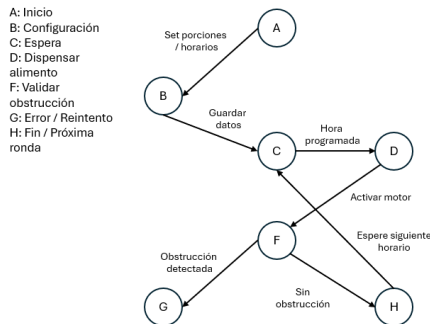 A: Inicio
B: Configuración
C: Espera
D: Dispensar
alimento
F: Validar
obstrucción
G: Error / Reintento
H: Fin / Próxima
ronda
Set porciones
/ horarios
A
B
Guardar
datos
C
Hora
programada
D
Activar motor
F
Espere siguiente
horario
Obstrucción
detectada
Sin
obstrucción
G
H